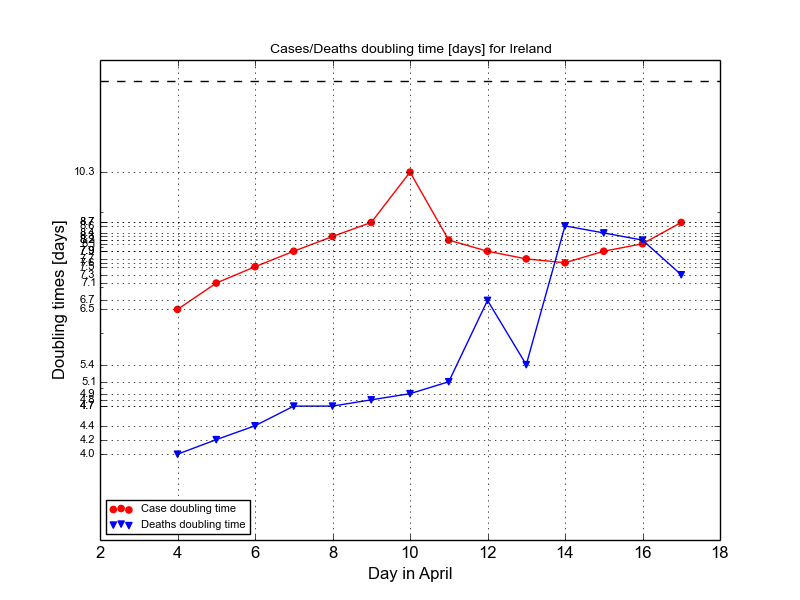 Cases/Deaths doubling time [days] for Ireland
Doubling times [days]
10.3
8.7
7.9
7.3
7.1
6.7
6.5
5.4
5.1
4.9
4.7
4.4
4.2
4.0
Case doubling time
Deaths doubling time
2 4 6 8 10 12 14 16 18
Day in April